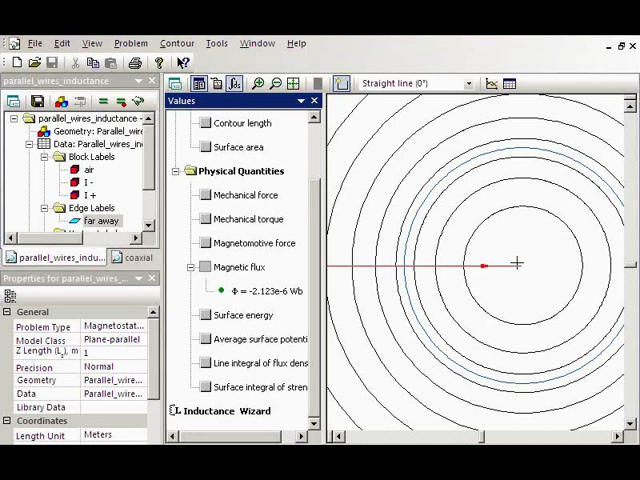 File Edit View Problem Contour Tools Window Help
Straight line (0°)
parallel_wires_inductance
parallel_wires_inductance -
Geometry: Parallel_wire
Data: Parallel_wires_in
Block Labels
air
I -
I +
Edge Labels
far away
parallel_wires_indu...
coaxial
Properties for parallel_wires_
General
Problem Type Magnetostat...
Model Class Plane-parallel
Z Length (Lz), m 1
Precision Normal
Geometry Parallel_wire...
Data Parallel_wire...
Library Data
Coordinates
Length Unit Meters
Values
Contour length
Surface area
Physical Quantities
Mechanical force
Mechanical torque
Magnetomotive force
Magnetic flux
Φ = -2.123e-6 Wb
Surface energy
Average surface potenti
Line integral of flux dens
Surface integral of stren
L Inductance Wizard